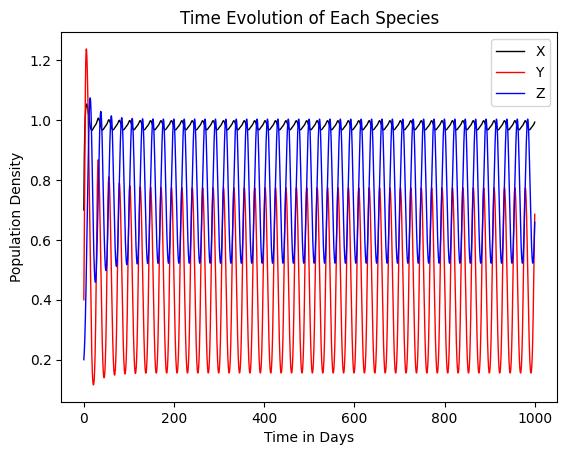 Time Evolution of Each Species
X
Y
Z
Population Density
1.2
1.0
0.8
0.6
0.4
0.2
0
200
400
600
800
1000
Time in Days